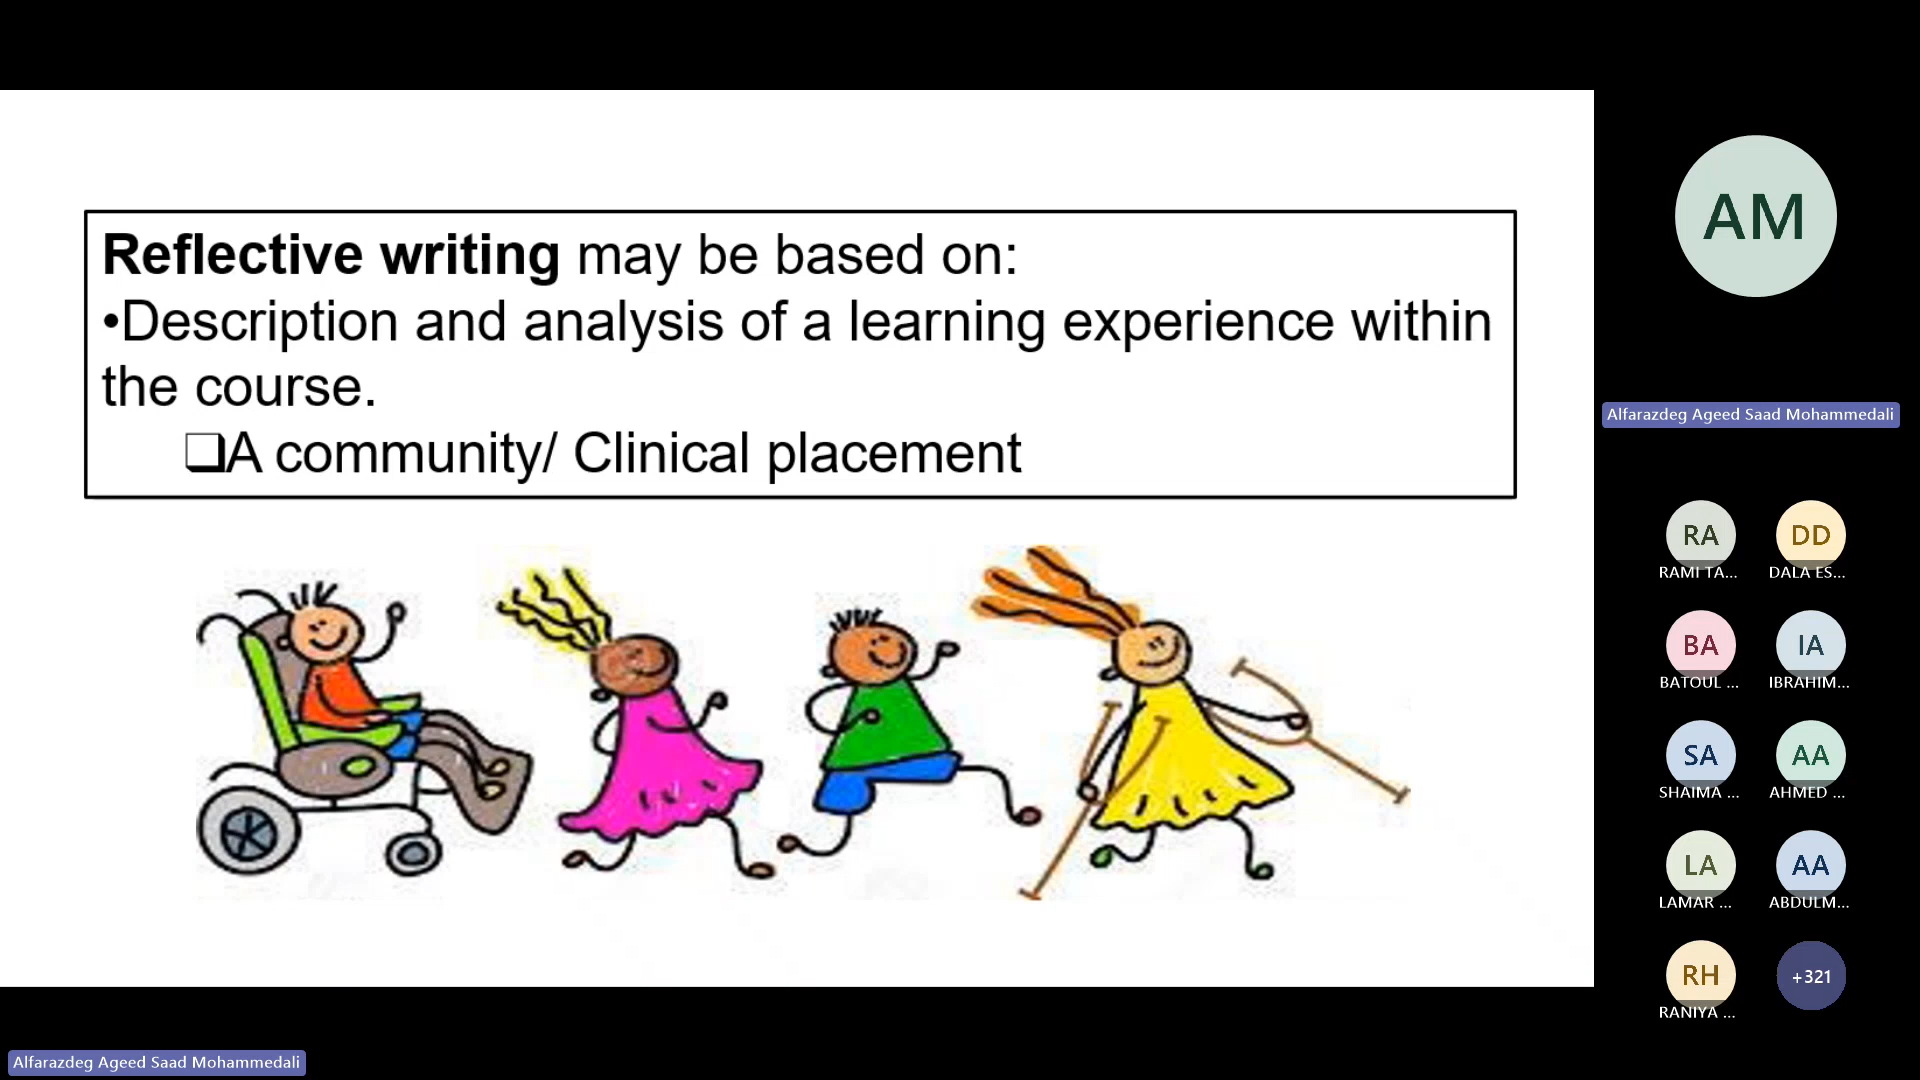 Reflective writing may be based on:
•Description and analysis of a learning experience within
the course.
❑A community/ Clinical placement
AM
Alfarazdeg Ageed Saad Mohammedali
RA
RAMI TA...
DD
DALA ES...
BA
BATOUL ...
IA
IBRAHIM...
SA
SHAIMA ...
AA
AHMED ...
LA
LAMAR ...
AA
ABDULM...
RH
RANIYA ...
+321
Alfarazdeg Ageed Saad Mohammedali